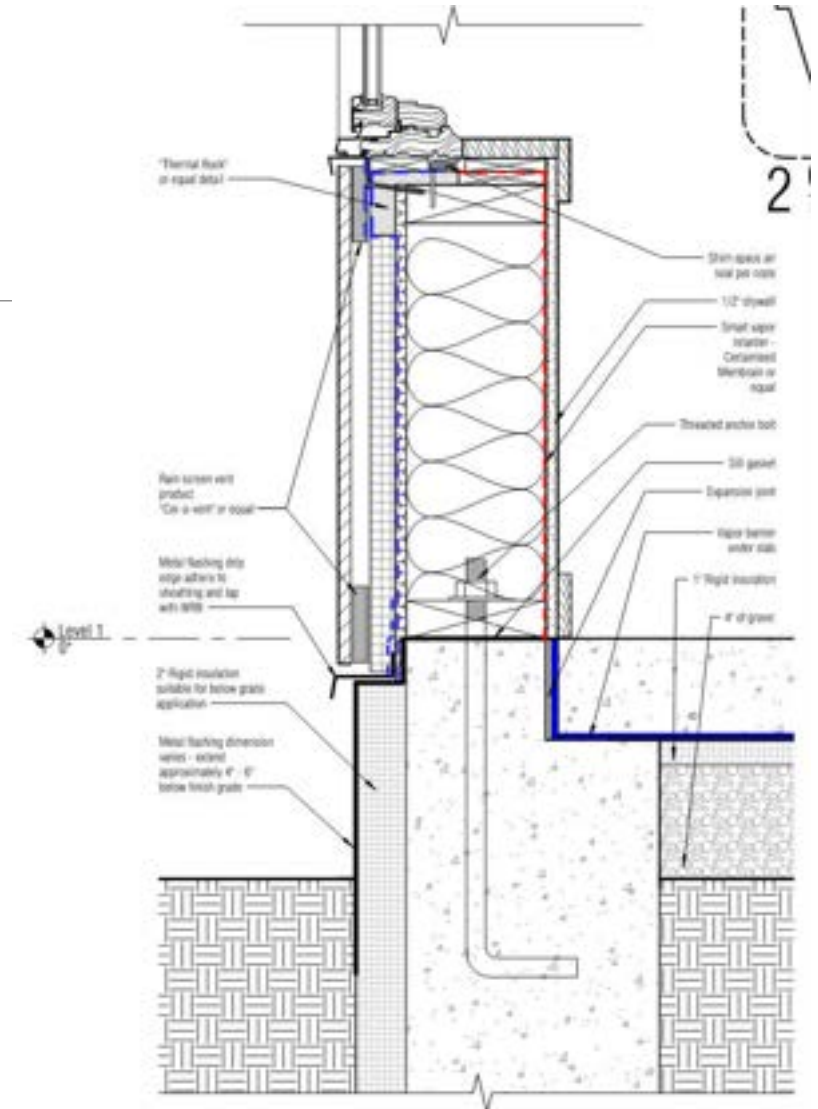 "Thermal Buck"
or equal detail
Rain screen vent
product
"Cor-a-vent" or equal
Metal flashing drip
edge adhere to
sheathing and lap
with WRB
Level 1
0"
2" Rigid insulation
suitable for below grade
application
Metal flashing dimension
varies - extend
approximately 4" - 6"
below finish grade
2
Shim space air
seal per note
1/2" drywall
Smart vapor
retarder -
Certainteed
Membrain or
equal
Threaded anchor bolt
Sill gasket
Expansion joint
Vapor barrier
under slab
1" Rigid insulation
4" of gravel